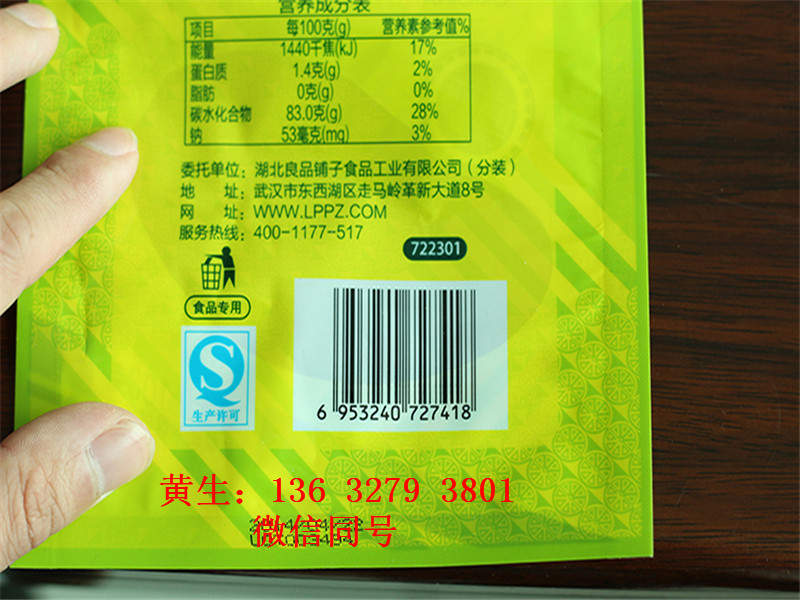 营养成分表
项目 每100克(g) 营养素参考值%
能量 1440千焦(kJ) 17%
蛋白质 1.4克(g) 2%
脂肪 0克(g) 0%
碳水化合物 83.0克(g) 28%
钠 53毫克(mg) 3%
委托单位：湖北良品铺子食品工业有限公司（分装）
地 址：武汉市东西湖区走马岭革新大道8号
网 址：WWW.LPPZ.COM
服务热线：400-1177-517
722301
食品专用
生产许可
6 953240 727418
黄生：136 3279 3801
微信同号